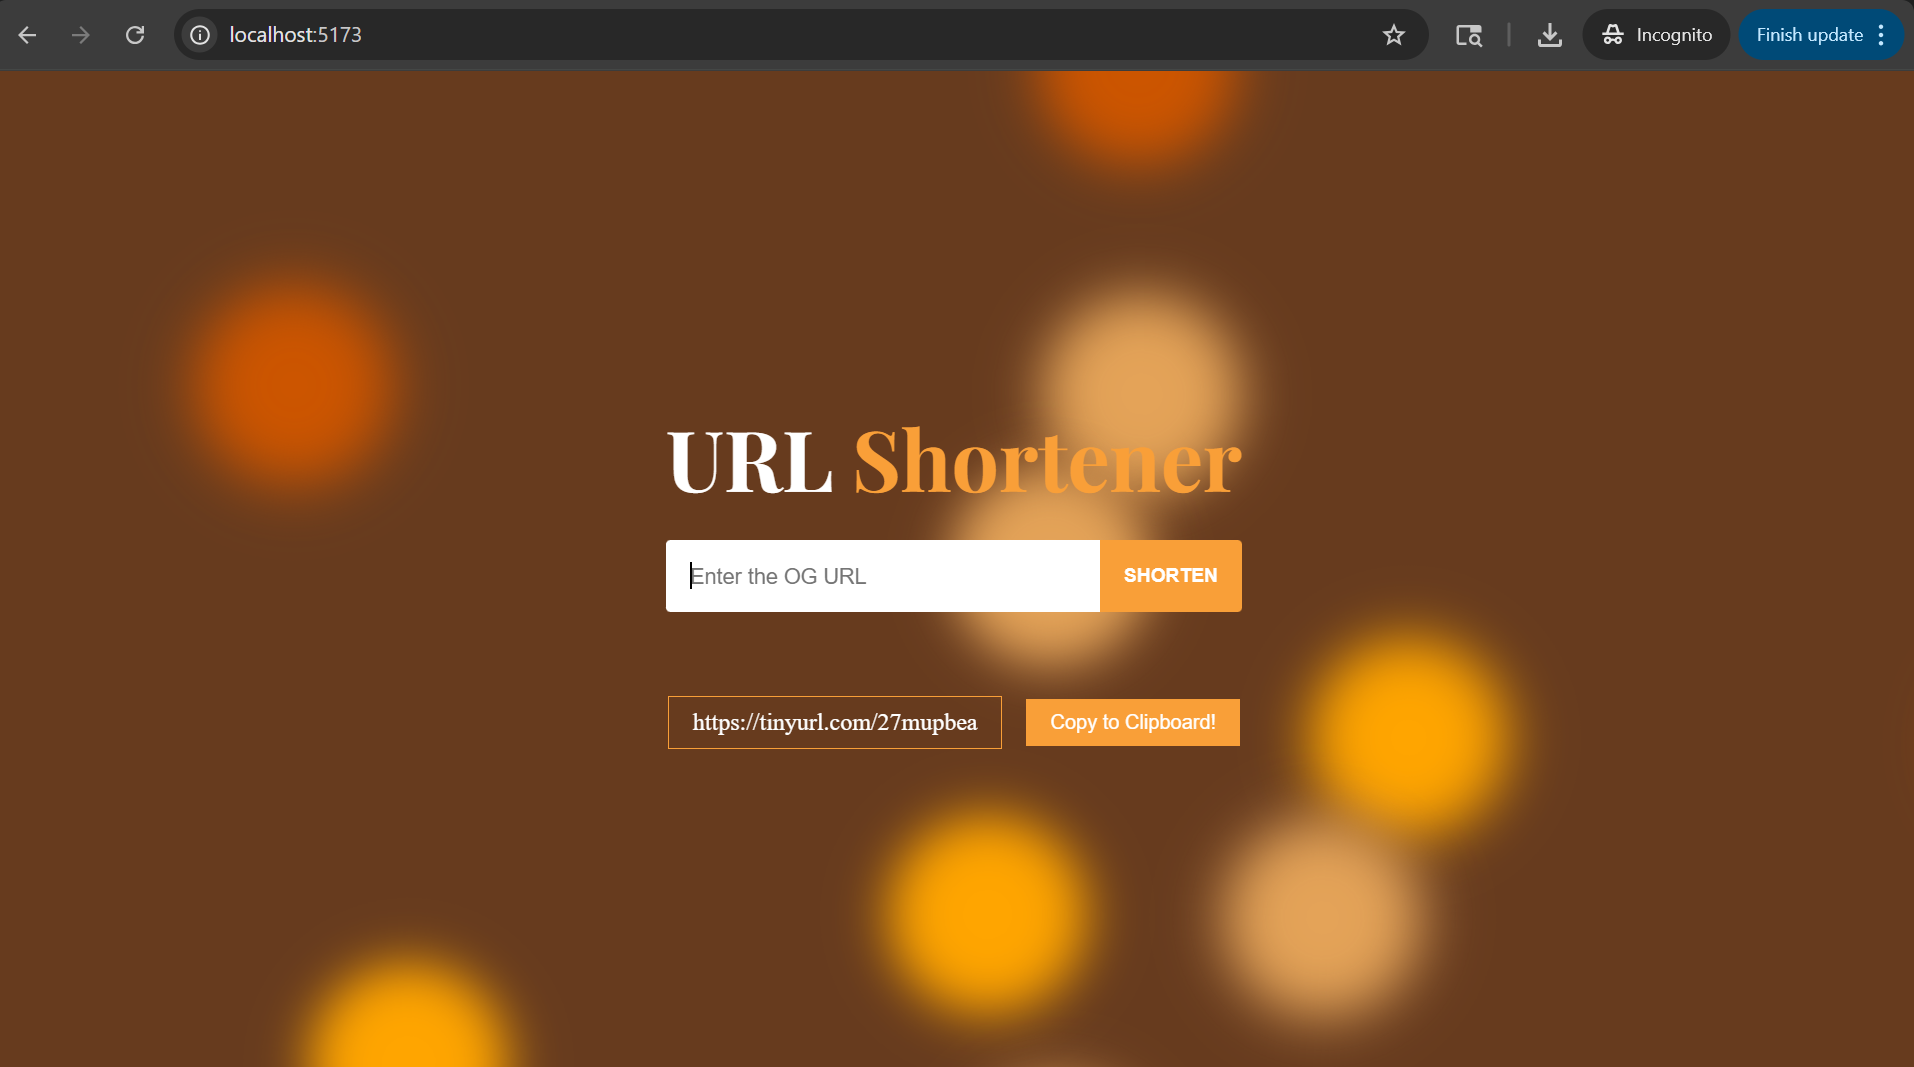 localhost:5173
Incognito
Finish update
URL Shortener
Enter the OG URL
SHORTEN
https://tinyurl.com/27mupbea
Copy to Clipboard!